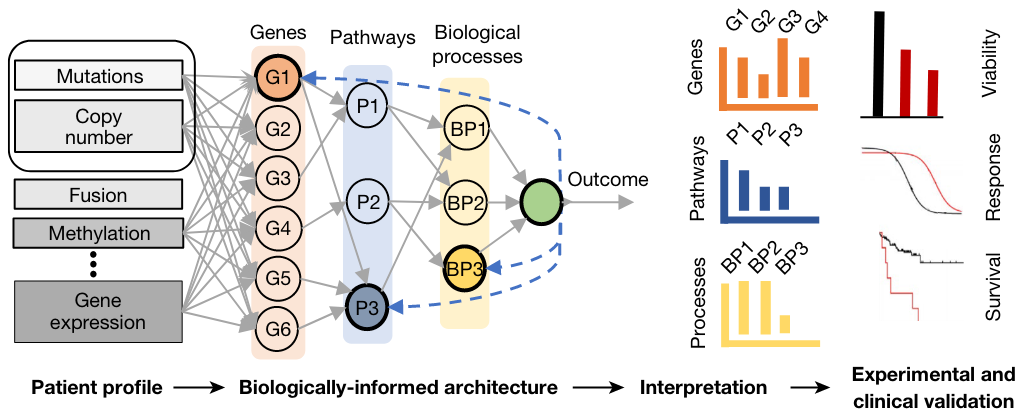 Mutations
Copy
number
Fusion
Methylation
Gene
expression
Genes
G1
G2
G3
G4
G5
G6
Pathways
P1
P2
P3
Biological
processes
BP1
BP2
BP3
Outcome
Genes
G1
G2
G3
G4
Pathways
P1
P2
P3
Processes
BP1
BP2
BP3
Viability
Response
Survival
Patient profile
Biologically-informed architecture
Interpretation
Experimental and
clinical validation